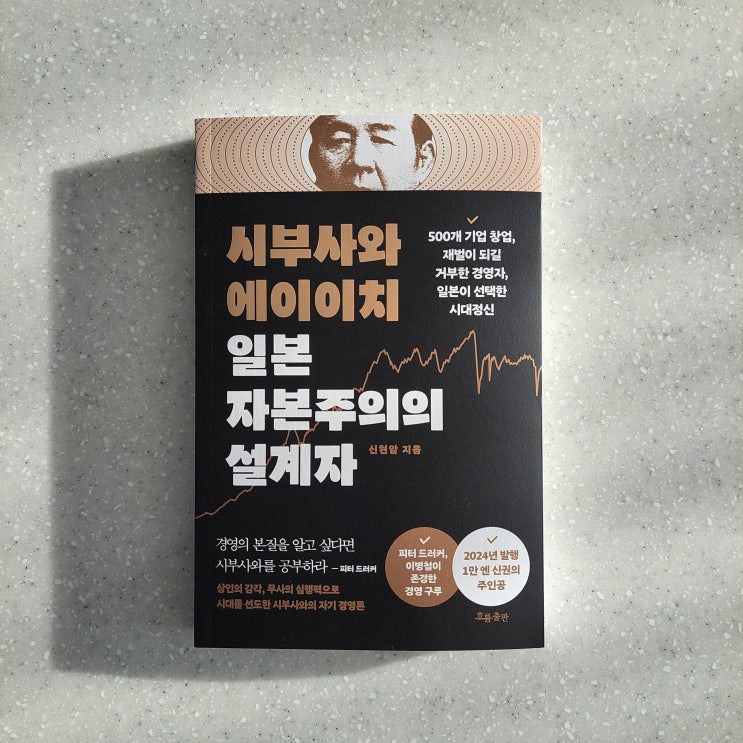 시부사와
에이이치
일본
자본주의의
설계자
신현암 지음
500개 기업 창업,
재벌이 되길
거부한 경영자,
일본이 선택한
시대정신
경영의 본질을 알고 싶다면
시부사와를 공부하라 – 피터 드러커
상인의 감각, 무사의 실행력으로
시대를 선도한 시부사와의 자기 경영론
피터 드러커,
이병철이
존경한
경영 구루
2024년 발행
1만 엔 신권의
주인공
흐름출판